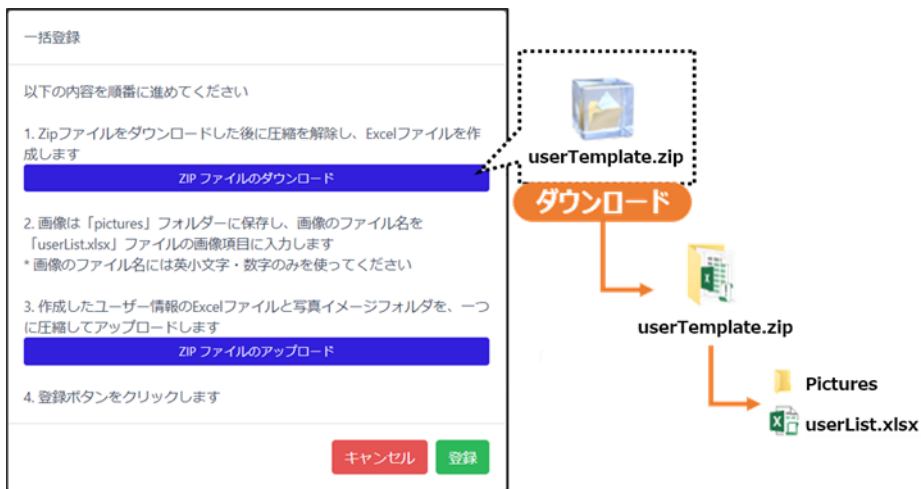 一括登録
以下の内容を順番に進めてください
1. Zipファイルをダウンロードした後に圧縮を解除し、Excelファイルを作
成します
ZIP ファイルのダウンロード
2. 画像は「pictures」フォルダーに保存し、画像のファイル名を
「userList.xlsx」ファイルの画像項目に入力します
* 画像のファイル名には英小文字・数字のみを使ってください
3. 作成したユーザー情報のExcelファイルと写真イメージフォルダを、一つ
に圧縮してアップロードします
ZIP ファイルのアップロード
4. 登録ボタンをクリックします
キャンセル
登録
userTemplate.zip
ダウンロード
userTemplate.zip
Pictures
userList.xlsx